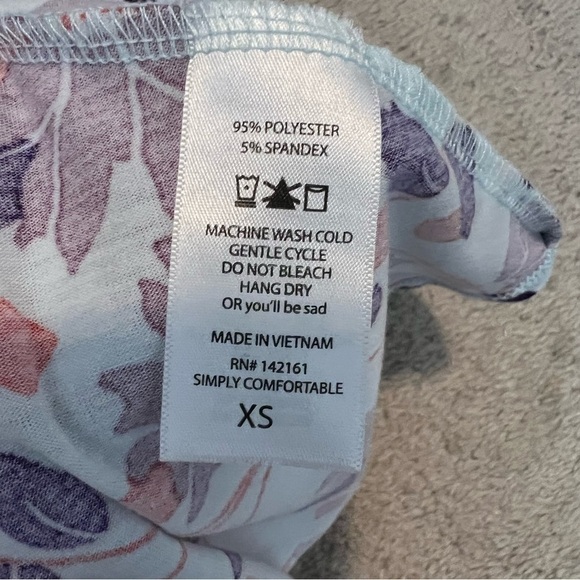 95% POLYESTER
5% SPANDEX
MACHINE WASH COLD
GENTLE CYCLE
DO NOT BLEACH
HANG DRY
OR you'll be sad
MADE IN VIETNAM
RN# 142161
SIMPLY COMFORTABLE
XS